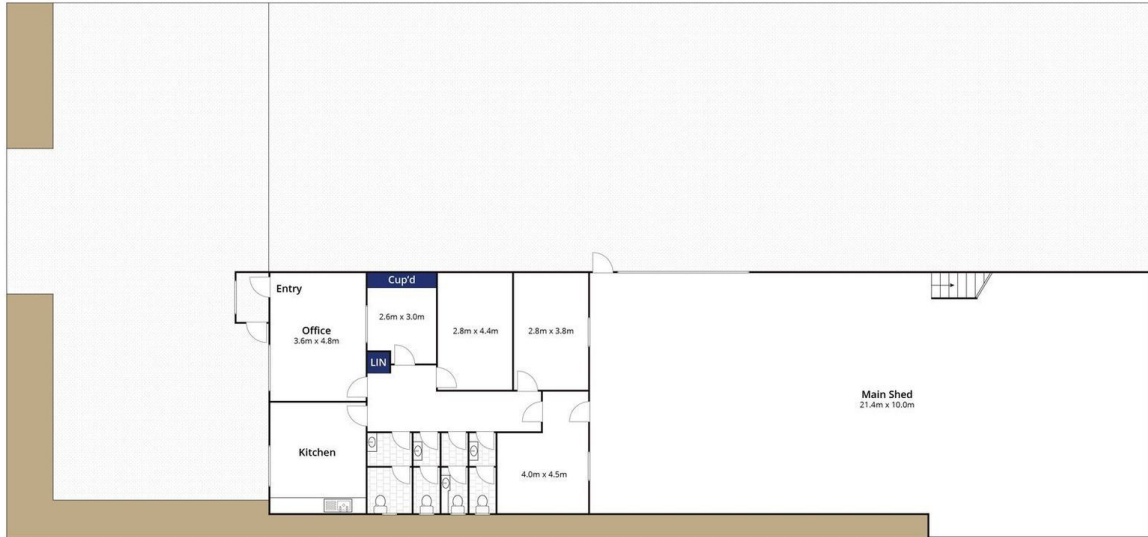 Cup'd
Entry
Office
3.6m x 4.8m
2.6m x 3.0m
2.8m x 4.4m
2.8m x 3.8m
LIN
Main Shed
21.4m x 10.0m
Kitchen
4.0m x 4.5m